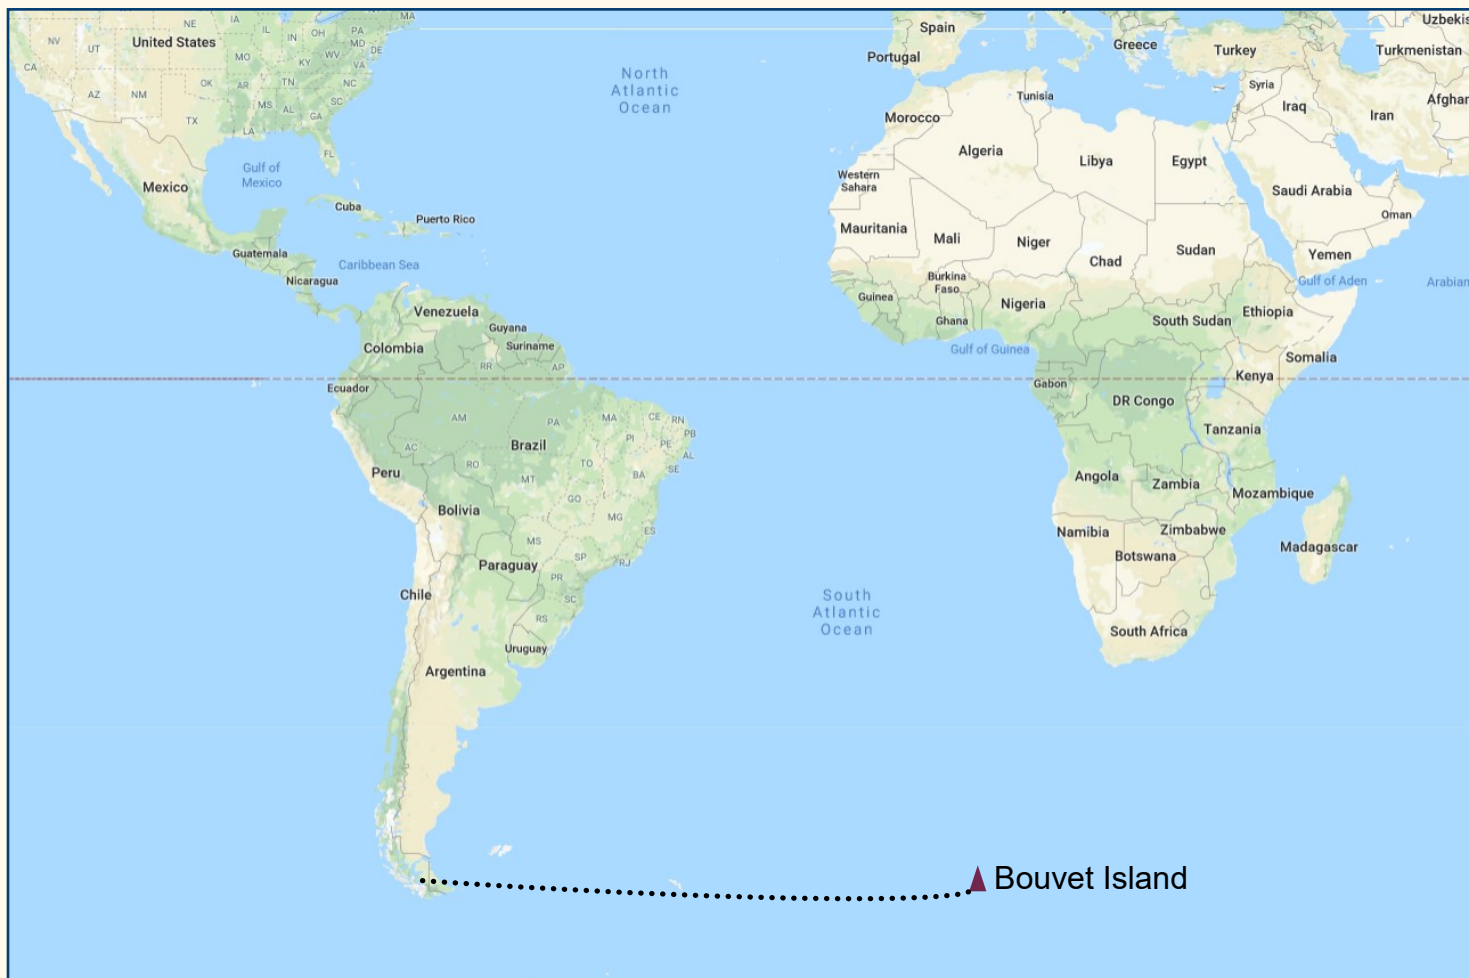 MA
NE
IA
IL
IN
OH
PA
MD
DE
NV
UT
United States
MO
KY
WV
VA
CA
OK
AR
TN
NC
AZ
NM
MS
AL
GA
SC
TX
LA
FL
Gulf of
Mexico
Mexico
Cuba
Puerto Rico
Guatemala
Caribbean Sea
Nicaragua
North
Atlantic
Ocean
Spain
Portugal
Greece
Turkey
Uzbekis
Turkmenistan
Syria
Iraq
Iran
Afghan
Tunisia
Morocco
Algeria
Libya
Egypt
Western
Sahara
Saudi Arabia
Oman
Mauritania
Mali
Niger
Chad
Sudan
Yemen
Gulf of Aden
Arabian
Burkina
Faso
Guinea
Nigeria
Ghana
South Sudan
Ethiopia
Gulf of Guinea
Somalia
Gabon
Kenya
DR Congo
Tanzania
Angola
Zambia
Mozambique
Namibia
Zimbabwe
Botswana
Madagascar
South Africa
Venezuela
Guyana
Suriname
Colombia
RR
AP
Ecuador
AM
PA
MA
CE
RN
PB
PI
PE
AL
AC
Brazil
SE
RO
TO
BA
Peru
MT
GO
Bolivia
MG
ES
MS
SP
RJ
Paraguay
PR
SC
Chile
RS
Uruguay
Argentina
South
Atlantic
Ocean
Bouvet Island